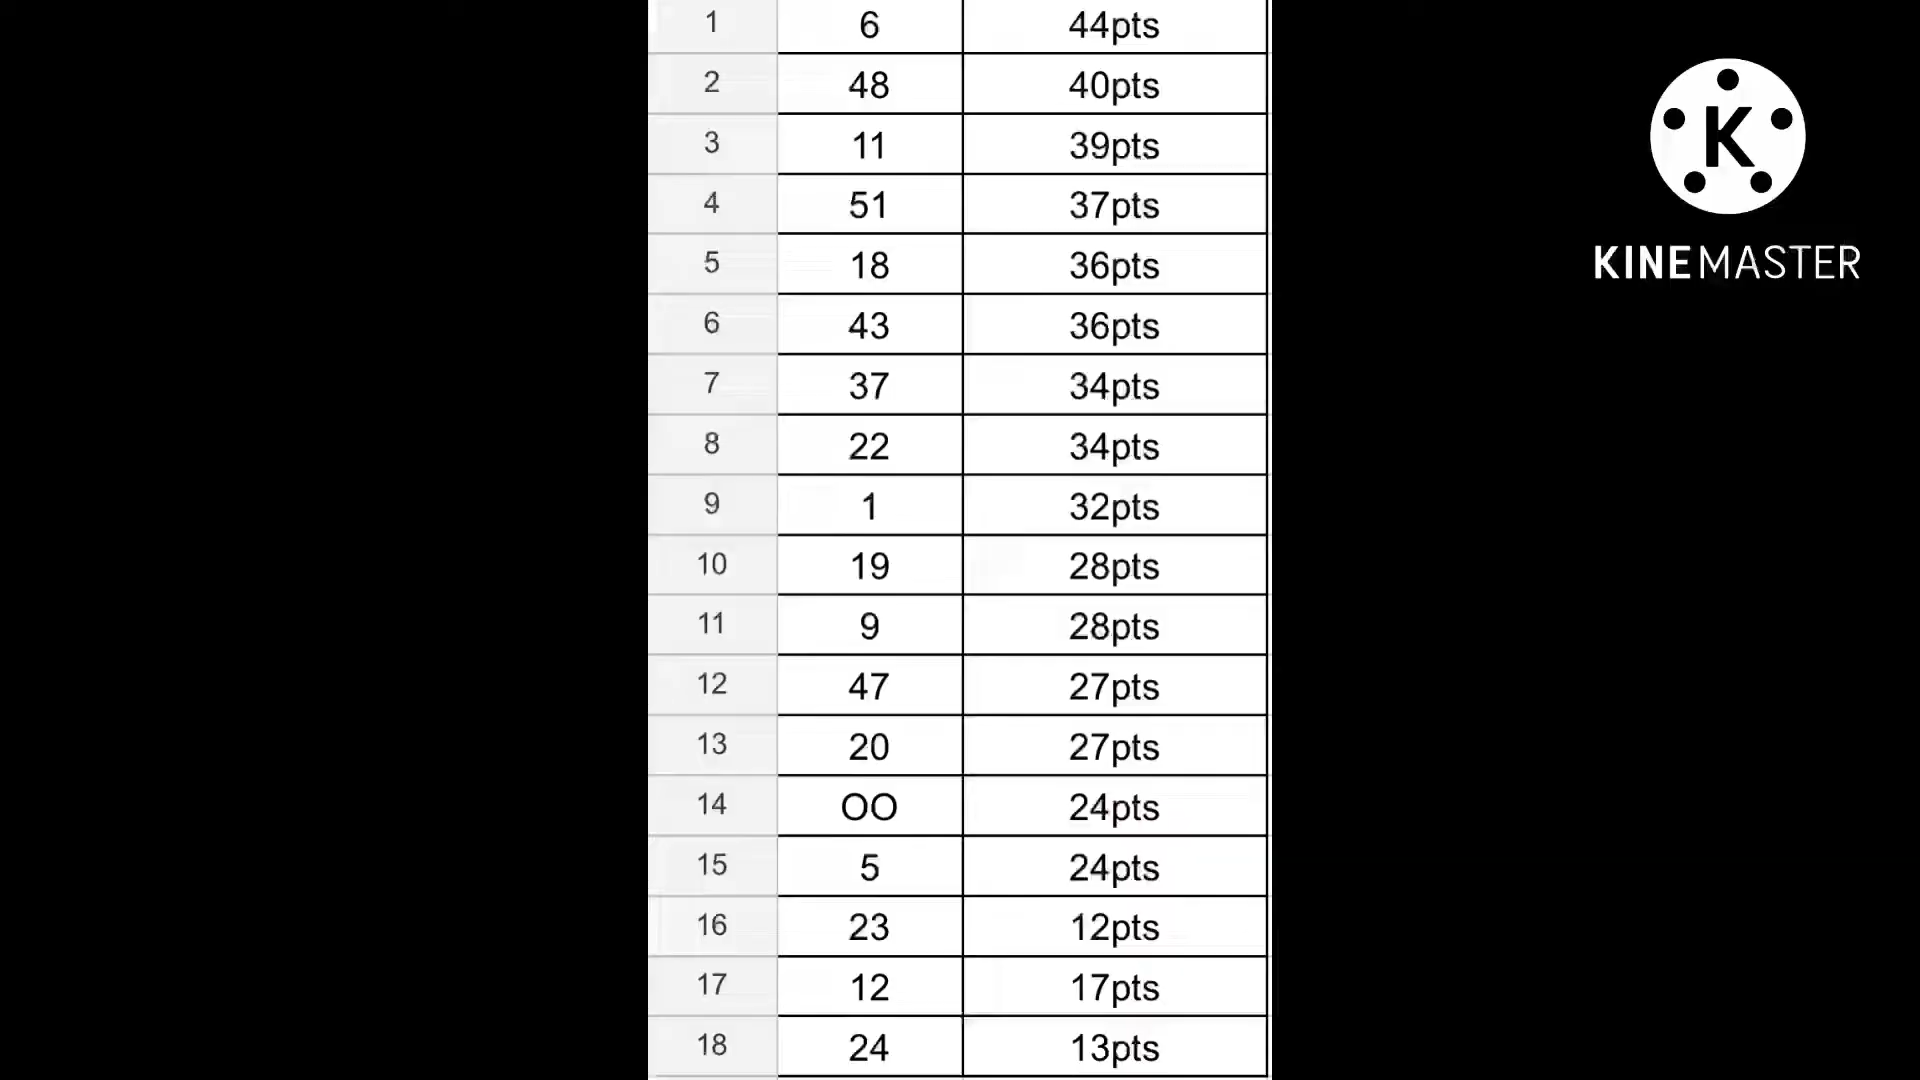 1 6 44pts
2 48 40pts
3 11 39pts
4 51 37pts
5 18 36pts
6 43 36pts
7 37 34pts
8 22 34pts
9 1 32pts
10 19 28pts
11 9 28pts
12 47 27pts
13 20 27pts
14 OO 24pts
15 5 24pts
16 23 12pts
17 12 17pts
18 24 13pts
K
KINEMASTER